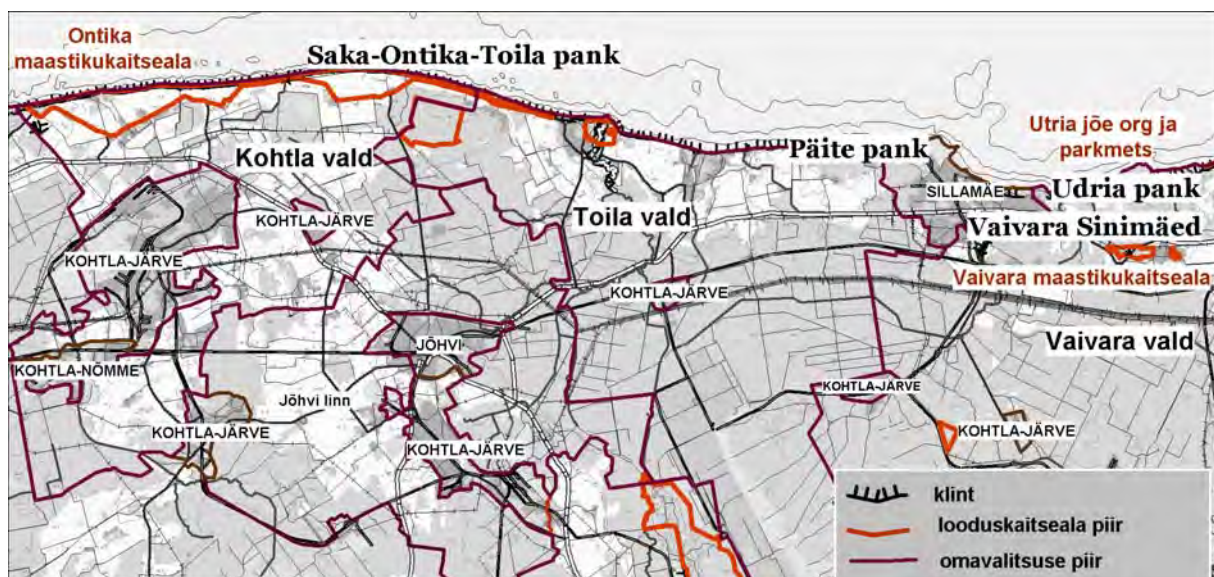 Ontika
maastikukaitseala
Saka-Ontika-Toila pank
Utria jõe org ja
parkmets
Kohtla vald
Päite pank
SILLAMÄE
Udria pank
KOHTLA-JÄRVE
Toila vald
Vaivara Sinimäed
KOHTLA-JÄRVE
KOHTLA-JÄRVE
Vaivara maastikukaitseala
JÕHVI
Vaivara vald
KOHTLA-NÕMME
Jõhvi linn
KOHTLA-JÄRVE
KOHTLA-JÄRVE
KOHTLA-JÄRVE
KOHTLA-JÄRVE
klint
looduskaitseala piir
omavalitsuse piir